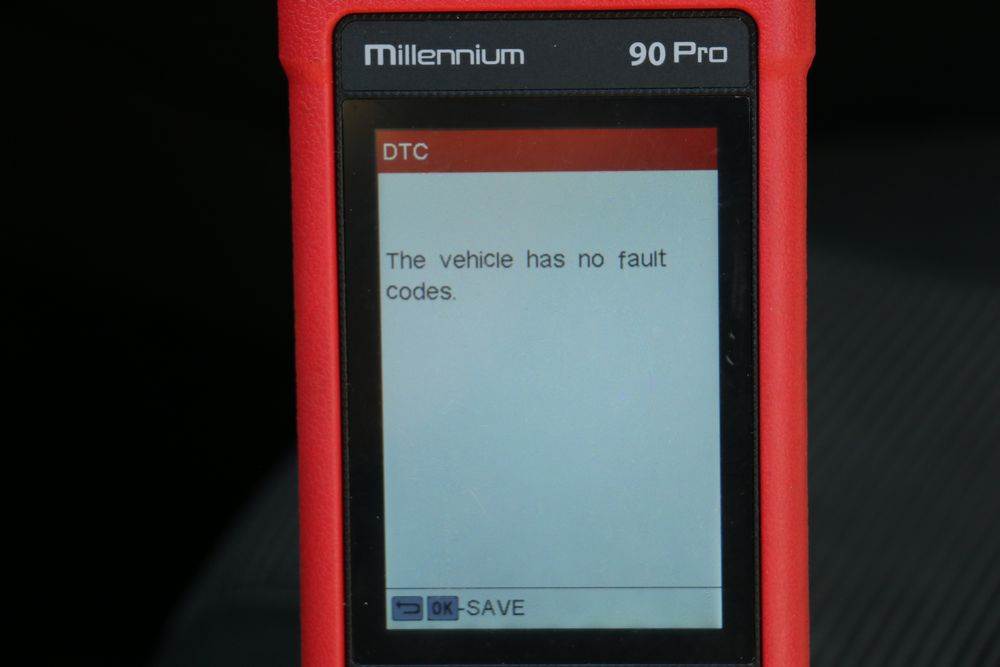 Millennium 90 Pro
DTC
The vehicle has no fault
codes.
OK-SAVE